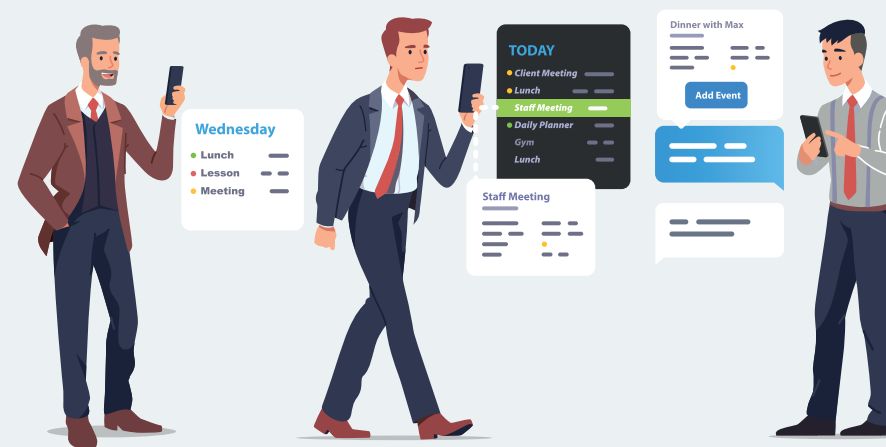 Wednesday
Lunch
Lesson
Meeting
TODAY
Client Meeting
Lunch
Staff Meeting
Daily Planner
Gym
Lunch
Staff Meeting
Dinner with Max
Add Event